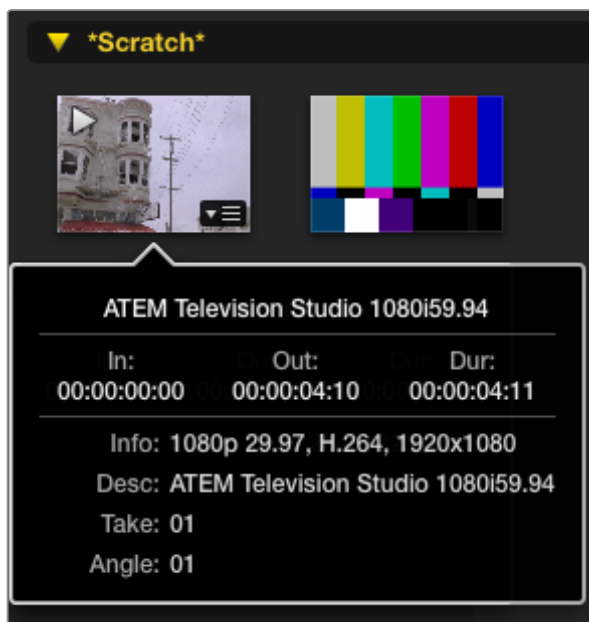 *Scratch*
ATEM Television Studio 1080i59.94
In: Out: Dur:
00:00:00:00 00:00:04:10 00:00:04:11
Info: 1080p 29.97, H.264, 1920x1080
Desc: ATEM Television Studio 1080i59.94
Take: 01
Angle: 01